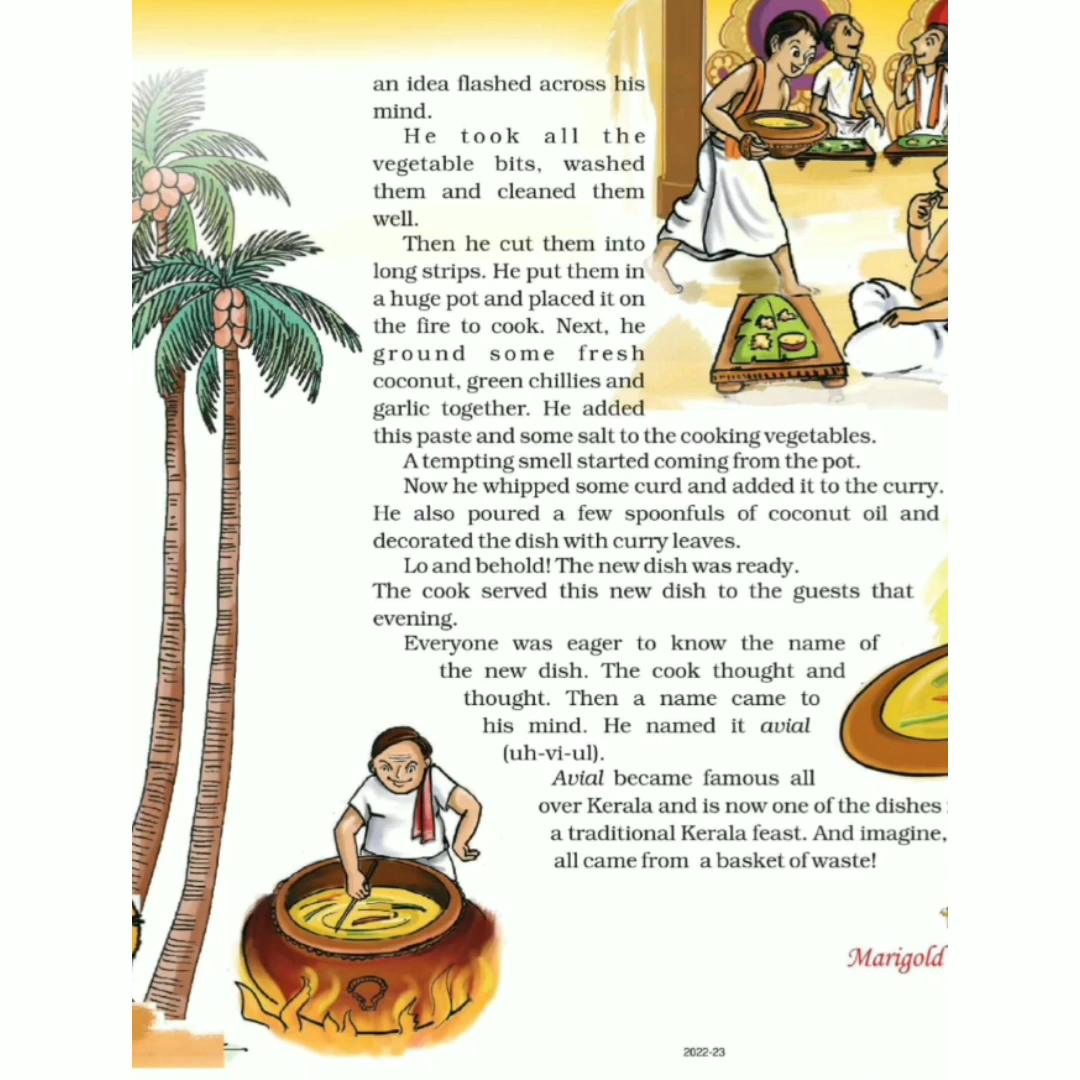 an idea flashed across his
mind.
He took all the
vegetable bits, washed
them and cleaned them
well.
Then he cut them into
long strips. He put them in
a huge pot and placed it on
the fire to cook. Next, he
ground some fresh
coconut, green chillies and
garlic together. He added
this paste and some salt to the cooking vegetables.
A tempting smell started coming from the pot.
Now he whipped some curd and added it to the curry.
He also poured a few spoonfuls of coconut oil and
decorated the dish with curry leaves.
Lo and behold! The new dish was ready.
The cook served this new dish to the guests that
evening.
Everyone was eager to know the name of
the new dish. The cook thought and
thought. Then a name came to
his mind. He named it avial
(uh-vi-ul).
Avial became famous all
over Kerala and is now one of the dishes
a traditional Kerala feast. And imagine,
all came from a basket of waste!
Marigold
2022-23